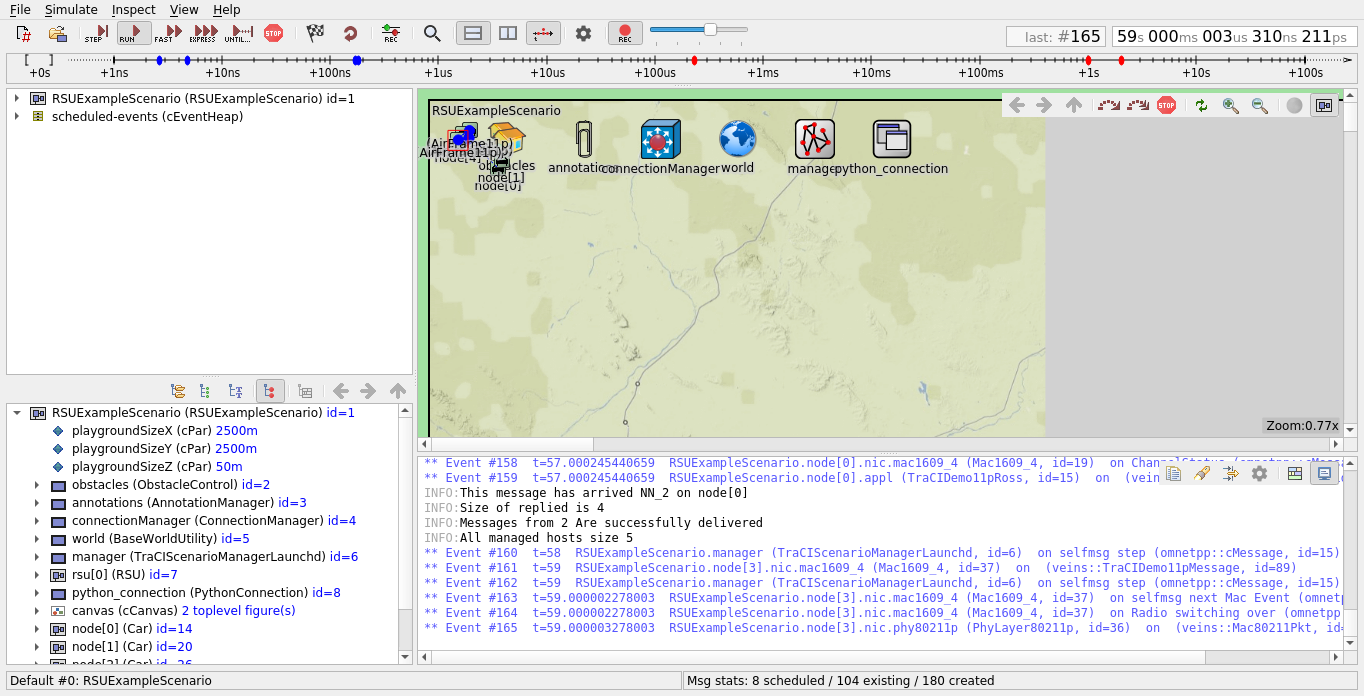 File Simulate Inspect View Help
STEP RUN FAST EXPRESS UNTIL... STOP REC REC
last: #165 59s 000ms 003us 310ns 211ps
+0s +1ns +10ns +100ns +1us +10us +100us +1ms +10ms +100ms +1s +10s +100s
RSUExampleScenario (RSUExampleScenario) id=1
scheduled-events (cEventHeap)
RSUExampleScenario (RSUExampleScenario) id=1
playgroundSizeX (cPar) 2500m
playgroundSizeY (cPar) 2500m
playgroundSizeZ (cPar) 50m
obstacles (ObstacleControl) id=2
annotations (AnnotationManager) id=3
connectionManager (ConnectionManager) id=4
world (BaseWorldUtility) id=5
manager (TraCIScenarioManagerLaunchd) id=6
rsu[0] (RSU) id=7
python_connection (PythonConnection) id=8
canvas (cCanvas) 2 toplevel figure(s)
node[0] (Car) id=14
node[1] (Car) id=20
RSUExampleScenario
STOP
(AirFrame11p)
AirFrame11p)
node[4] obstacles
annotatio connectionManager world manage python_connection
node[1]
node[0]
Zoom:0.77x
** Event #158 t=57.000245440659 RSUExampleScenario.node[0].nic.mac1609_4 (Mac1609_4, id=19) on ChannelStatus (omnetpp::cMess
** Event #159 t=57.000245440659 RSUExampleScenario.node[0].appl (TraCIDemo11pRoss, id=15) on (vein
INFO:This message has arrived NN_2 on node[0]
INFO:Size of replied is 4
INFO:Messages from 2 Are successfully delivered
INFO:All managed hosts size 5
** Event #160 t=58 RSUExampleScenario.manager (TraCIScenarioManagerLaunchd, id=6) on selfmsg step (omnetpp::cMessage, id=15)
** Event #161 t=59 RSUExampleScenario.node[3].nic.mac1609_4 (Mac1609_4, id=37) on (veins::TraCIDemo11pMessage, id=89)
** Event #162 t=59 RSUExampleScenario.manager (TraCIScenarioManagerLaunchd, id=6) on selfmsg step (omnetpp::cMessage, id=15)
** Event #163 t=59.000002278003 RSUExampleScenario.node[3].nic.mac1609_4 (Mac1609_4, id=37) on selfmsg next Mac Event (omnetp
** Event #164 t=59.000002278003 RSUExampleScenario.node[3].nic.mac1609_4 (Mac1609_4, id=37) on Radio switching over (omnetpp
** Event #165 t=59.000003278003 RSUExampleScenario.node[3].nic.phy80211p (PhyLayer80211p, id=36) on (veins::Mac80211Pkt, id=
Default #0: RSUExampleScenario
Msg stats: 8 scheduled / 104 existing / 180 created